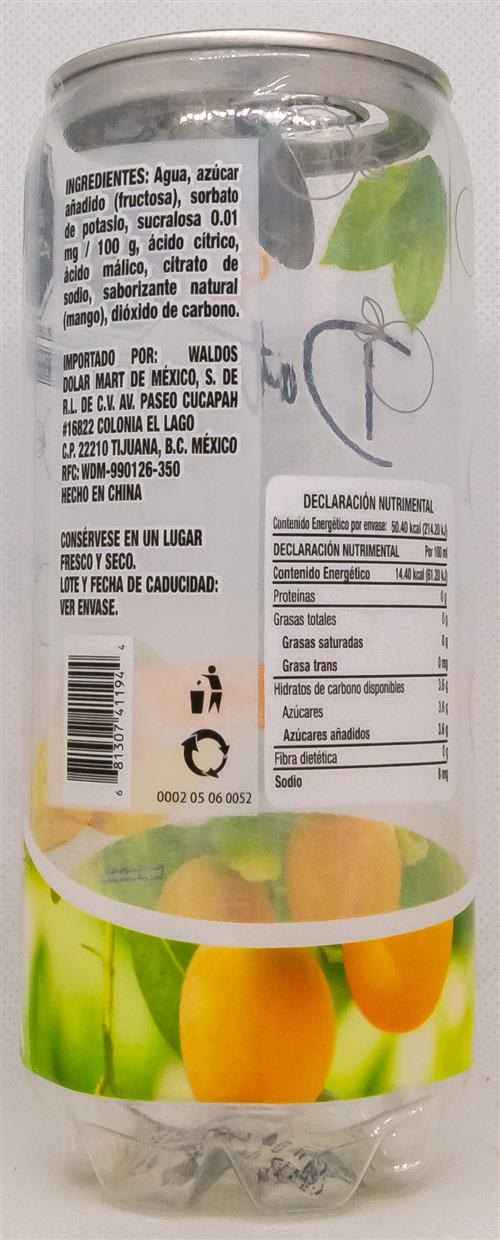 INGREDIENTES: Agua, azúcar
añadido (fructosa), sorbato
de potasio, sucralosa 0.01
mg / 100 g, ácido cítrico,
ácido málico, citrato de
sodio, saborizante natural
(mango), dióxido de carbono.
IMPORTADO POR: WALDOS
DOLAR MART DE MÉXICO, S. DE
R.L. DE C.V. AV. PASEO CUCAPAH
#16822 COLONIA EL LAGO
C.P. 22210 TIJUANA, B.C. MÉXICO
RFC: WDM-990126-350
HECHO EN CHINA
CONSÉRVESE EN UN LUGAR
FRESCO Y SECO.
LOTE Y FECHA DE CADUCIDAD:
VER ENVASE.
6 81307 41194 4
0002 05 06 0052
DECLARACIÓN NUTRIMENTAL
Contenido Energético por envase: 50.40 kcal (214.20 kJ)
DECLARACIÓN NUTRIMENTAL Por 100 ml
Contenido Energético 14.40 kcal (61.20 kJ)
Proteínas 0 g
Grasas totales 0 g
Grasas saturadas 0 g
Grasa trans 0 mg
Hidratos de carbono disponibles 3.6 g
Azúcares 3.6 g
Azúcares añadidos 3.6 g
Fibra dietética 0 g
Sodio 8 mg